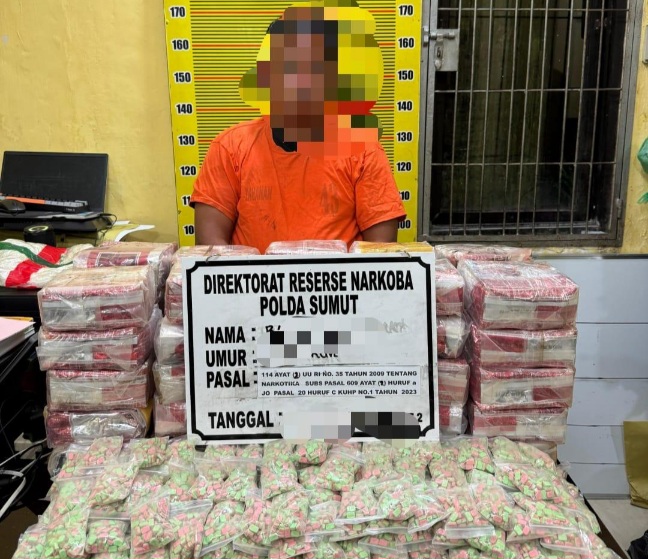 170 170
160 160
150 150
140 140
130 130
120 120
110 110
100
DIREKTORAT RESERSE NARKOBA
POLDA SUMUT
NAMA :
UMUR :
PASAL : 114 AYAT (2) UU RI NO. 35 TAHUN 2009 TENTANG
NARKOTIKA SUBS PASAL 609 AYAT (2) HURUF a
JO PASAL 20 HURUF C KUHP NO.1 TAHUN 2023
TANGGAL :